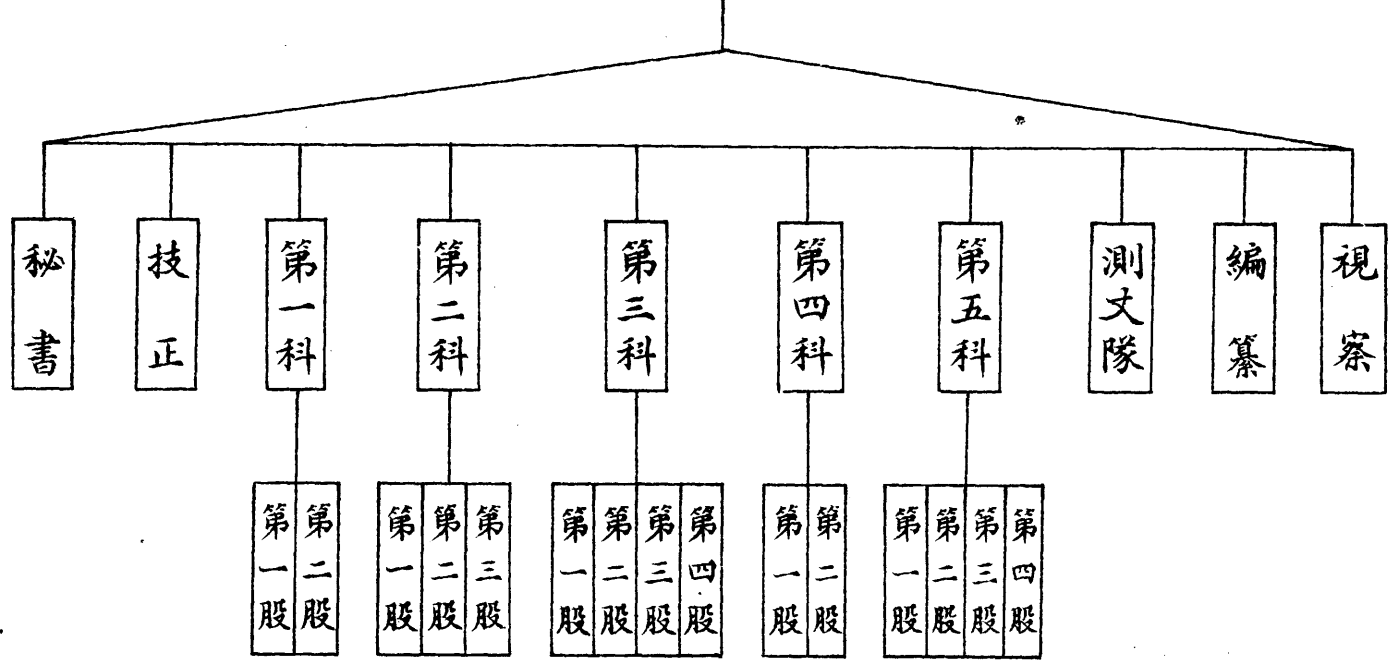 秘書
技正
第一科
第二科
第三科
第四科
第五科
測丈隊
編纂
視察
第一股
第二股
第一股
第二股
第三股
第一股
第二股
第三股
第四股
第一股
第二股
第一股
第二股
第三股
第四股